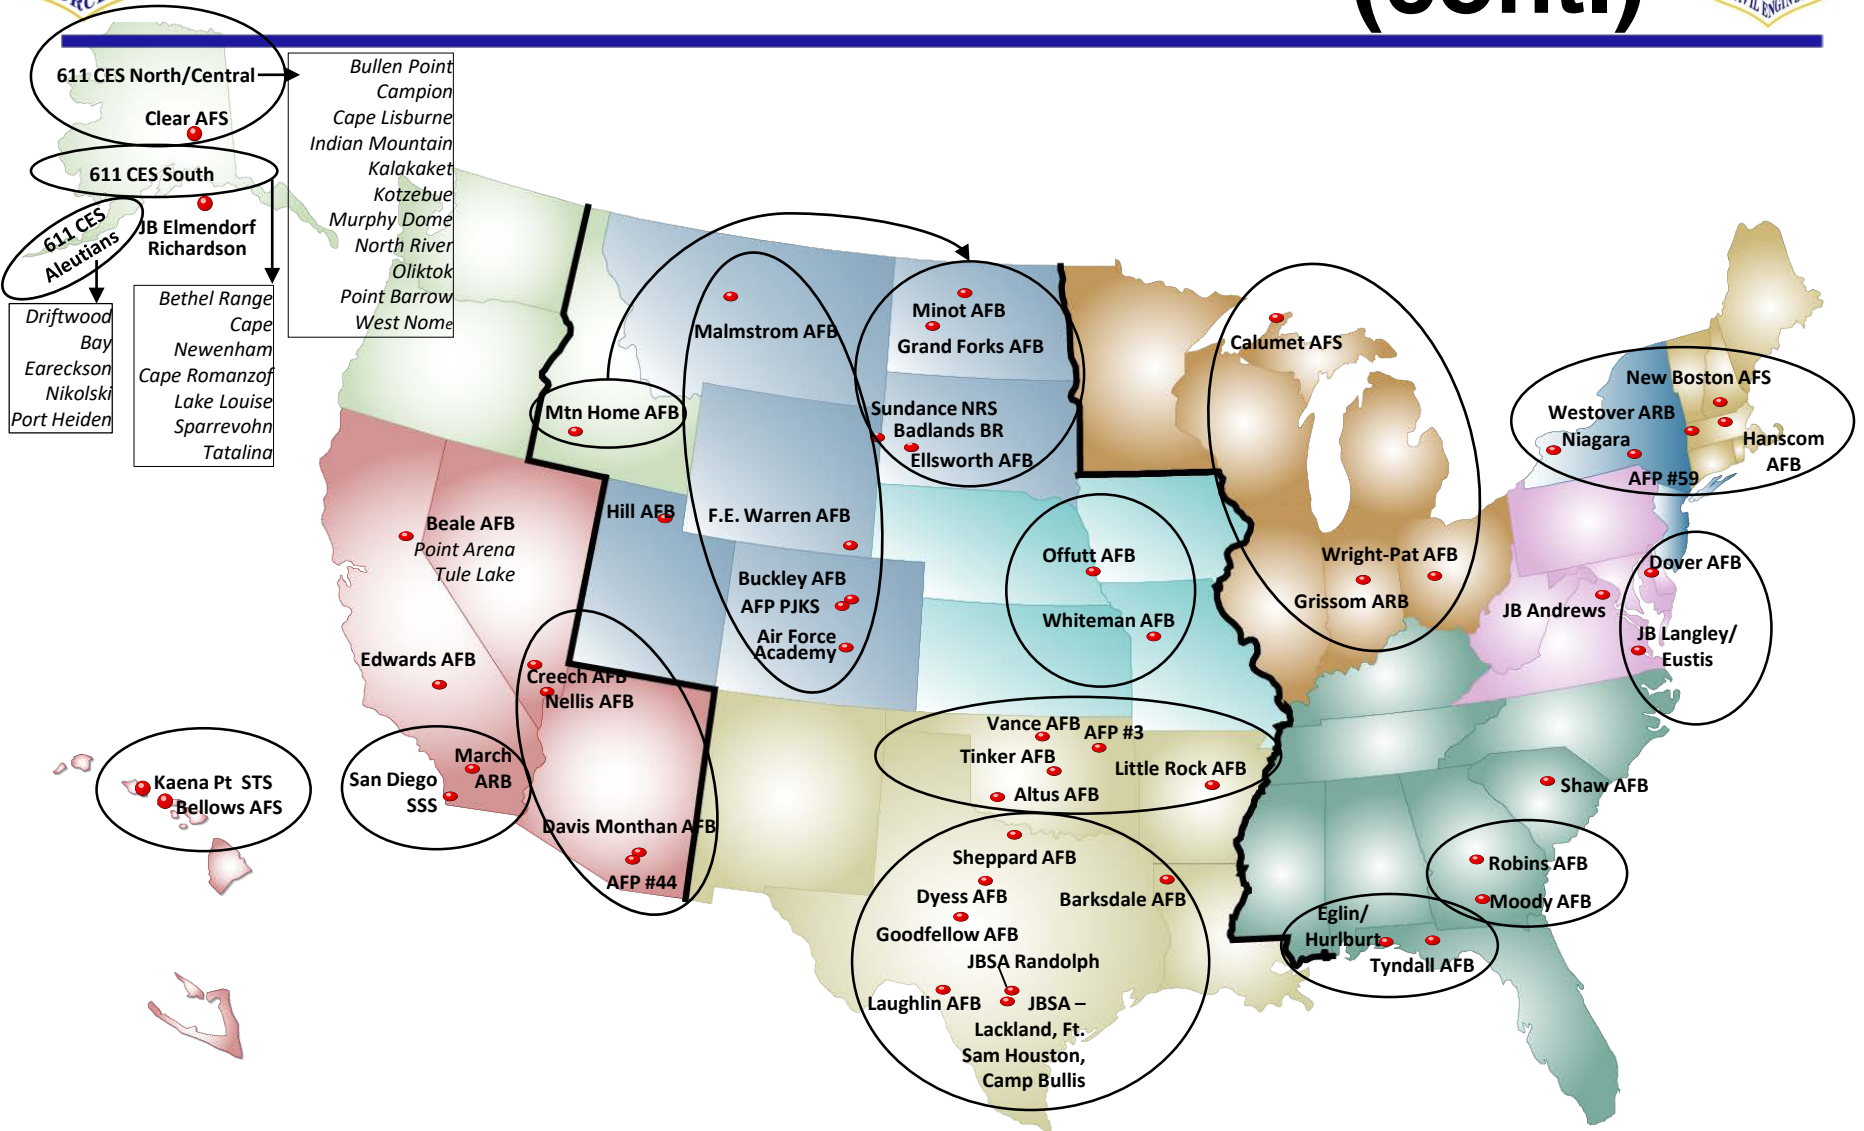 (cont.)
611 CES North/Central
Clear AFS
611 CES South
JB Elmendorf
Richardson
611 CES
Aleutians
Driftwood
Bay
Eareckson
Nikolski
Port Heiden
Bethel Range
Cape
Newenham
Cape Romanzof
Lake Louise
Sparrevohn
Tatalina
Bullen Point
Campion
Cape Lisburne
Indian Mountain
Kalakaket
Kotzebue
Murphy Dome
North River
Oliktok
Point Barrow
West Nome
Mtn Home AFB
Malmstrom AFB
Minot AFB
Grand Forks AFB
Sundance NRS
Badlands BR
Ellsworth AFB
Hill AFB
F.E. Warren AFB
Buckley AFB
AFP PJKS
Air Force
Academy
Beale AFB
Point Arena
Tule Lake
Edwards AFB
Creech AFB
Nellis AFB
March
ARB
San Diego
SSS
Davis Monthan AFB
AFP #44
Kaena Pt STS
Bellows AFS
Offutt AFB
Whiteman AFB
Vance AFB
AFP #3
Tinker AFB
Little Rock AFB
Altus AFB
Sheppard AFB
Dyess AFB
Barksdale AFB
Goodfellow AFB
JBSA Randolph
Laughlin AFB
JBSA –
Lackland, Ft.
Sam Houston,
Camp Bullis
Calumet AFS
Wright-Pat AFB
Grissom ARB
New Boston AFS
Westover ARB
Niagara
Hanscom
AFB
AFP #59
Dover AFB
JB Andrews
JB Langley/
Eustis
Shaw AFB
Robins AFB
Moody AFB
Eglin/
Hurlburt
Tyndall AFB